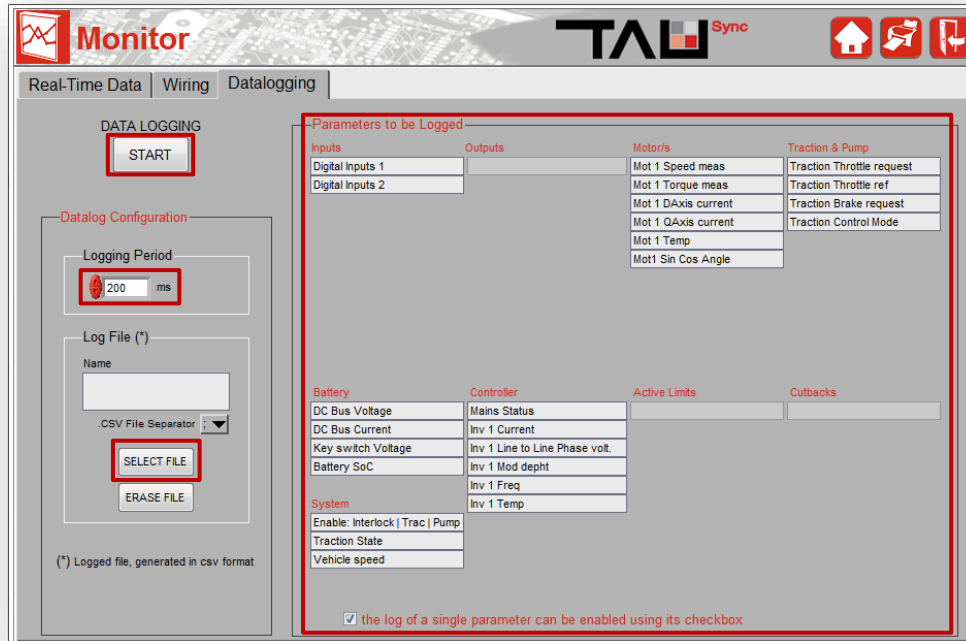 Monitor
TAU Sync
Real-Time Data
Wiring
Datalogging
DATA LOGGING
START
Datalog Configuration
Logging Period
200 ms
Log File (*)
Name
.CSV File Separator ;
SELECT FILE
ERASE FILE
(*) Logged file, generated in csv format
Parameters to be Logged
Inputs
Digital Inputs 1
Digital Inputs 2
Outputs
Motor/s
Mot 1 Speed meas
Mot 1 Torque meas
Mot 1 DAxis current
Mot 1 QAxis current
Mot 1 Temp
Mot1 Sin Cos Angle
Traction & Pump
Traction Throttle request
Traction Throttle ref
Traction Brake request
Traction Control Mode
Battery
DC Bus Voltage
DC Bus Current
Key switch Voltage
Battery SoC
System
Enable: Interlock | Trac | Pump
Traction State
Vehicle speed
Controller
Mains Status
Inv 1 Current
Inv 1 Line to Line Phase volt.
Inv 1 Mod depht
Inv 1 Freq
Inv 1 Temp
Active Limits
Cutbacks
the log of a single parameter can be enabled using its checkbox